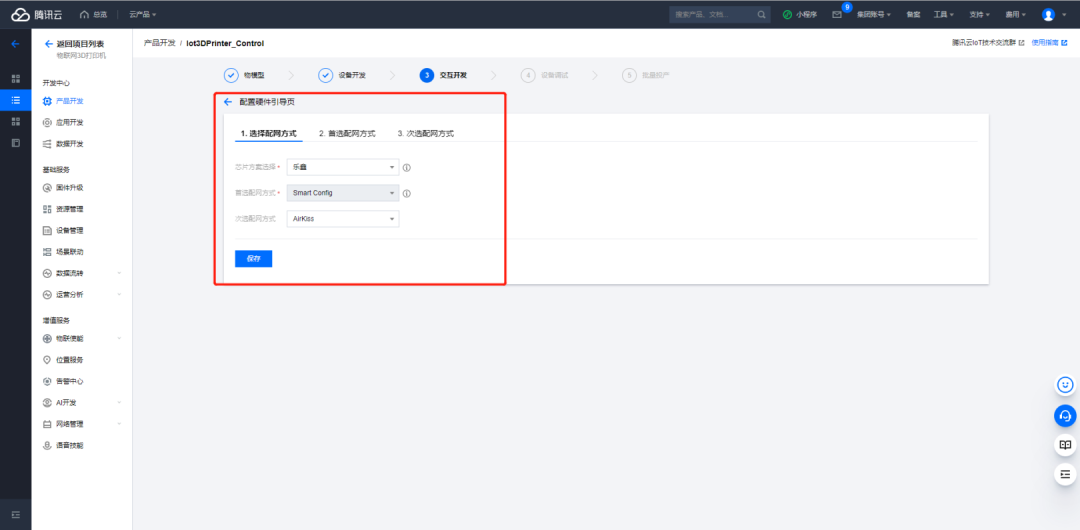 腾讯云 总览 云产品 搜索产品、文档... 小程序 9 集团账号 备案 工具 支持 费用
返回项目列表
物联网3D打印机
产品开发 / Iot3DPrinter_Control 腾讯云IoT技术交流群 使用指南
物模型 设备开发 3 交互开发 4 设备调试 5 批量投产
配置硬件引导页
1. 选择配网方式 2. 首选配网方式 3. 次选配网方式
芯片方案选择* 乐鑫
首选配网方式* Smart Config
次选配网方式 AirKiss
保存
开发中心
产品开发
应用开发
数据开发
基础服务
固件升级
资源管理
设备管理
场景联动
数据流转
运营分析
增值服务
物联使能
位置服务
告警中心
AI开发
网络管理
语音技能